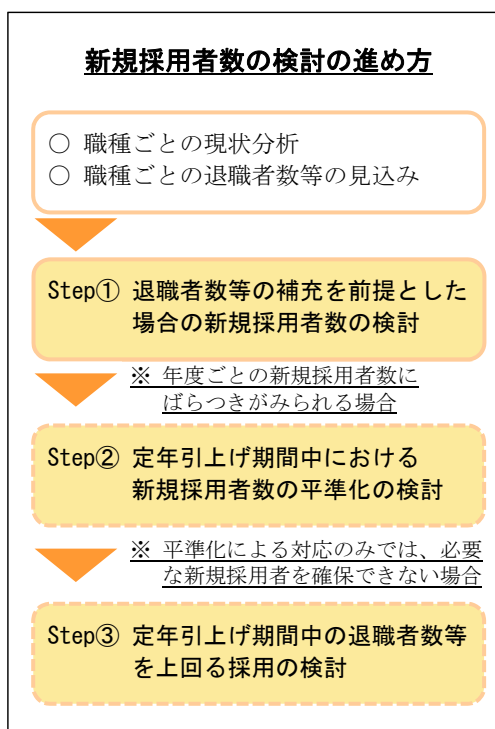 新規採用者数の検討の進め方
○ 職種ごとの現状分析
○ 職種ごとの退職者数等の見込み
Step① 退職者数等の補充を前提とした
場合の新規採用者数の検討
※ 年度ごとの新規採用者数に
ばらつきがみられる場合
Step② 定年引上げ期間中における
新規採用者数の平準化の検討
※ 平準化による対応のみでは、必要
な新規採用者を確保できない場合
Step③ 定年引上げ期間中の退職者数等
を上回る採用の検討